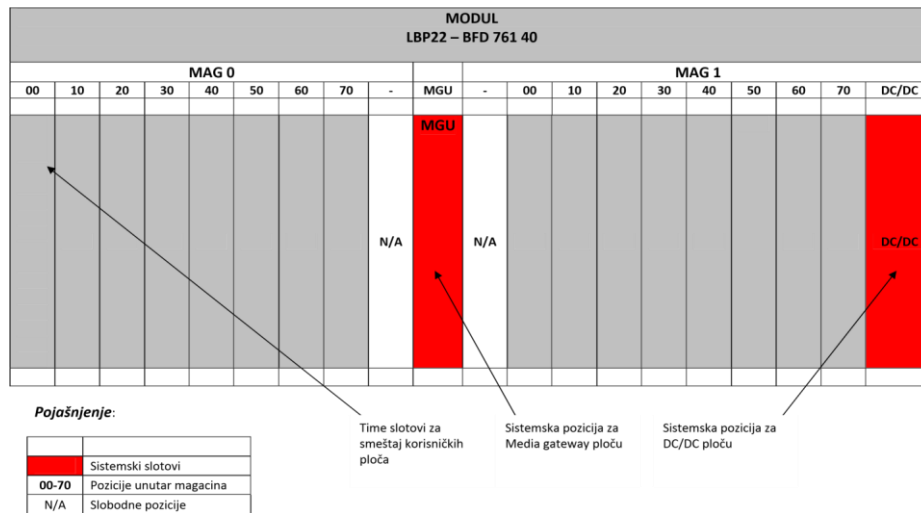 MODUL
LBP22 – BFD 761 40
MAG 0 MAG 1
00 10 20 30 40 50 60 70 - MGU - 00 10 20 30 40 50 60 70 DC/DC
MGU
N/A N/A DC/DC
Pojašnjenje:
Time slotovi za
smeštaj korisničkih
ploča
Sistemska pozicija za
Media gateway ploču
Sistemska pozicija za
DC/DC ploču
Sistemski slotovi
00-70 Pozicije unutar magacina
N/A Slobodne pozicije